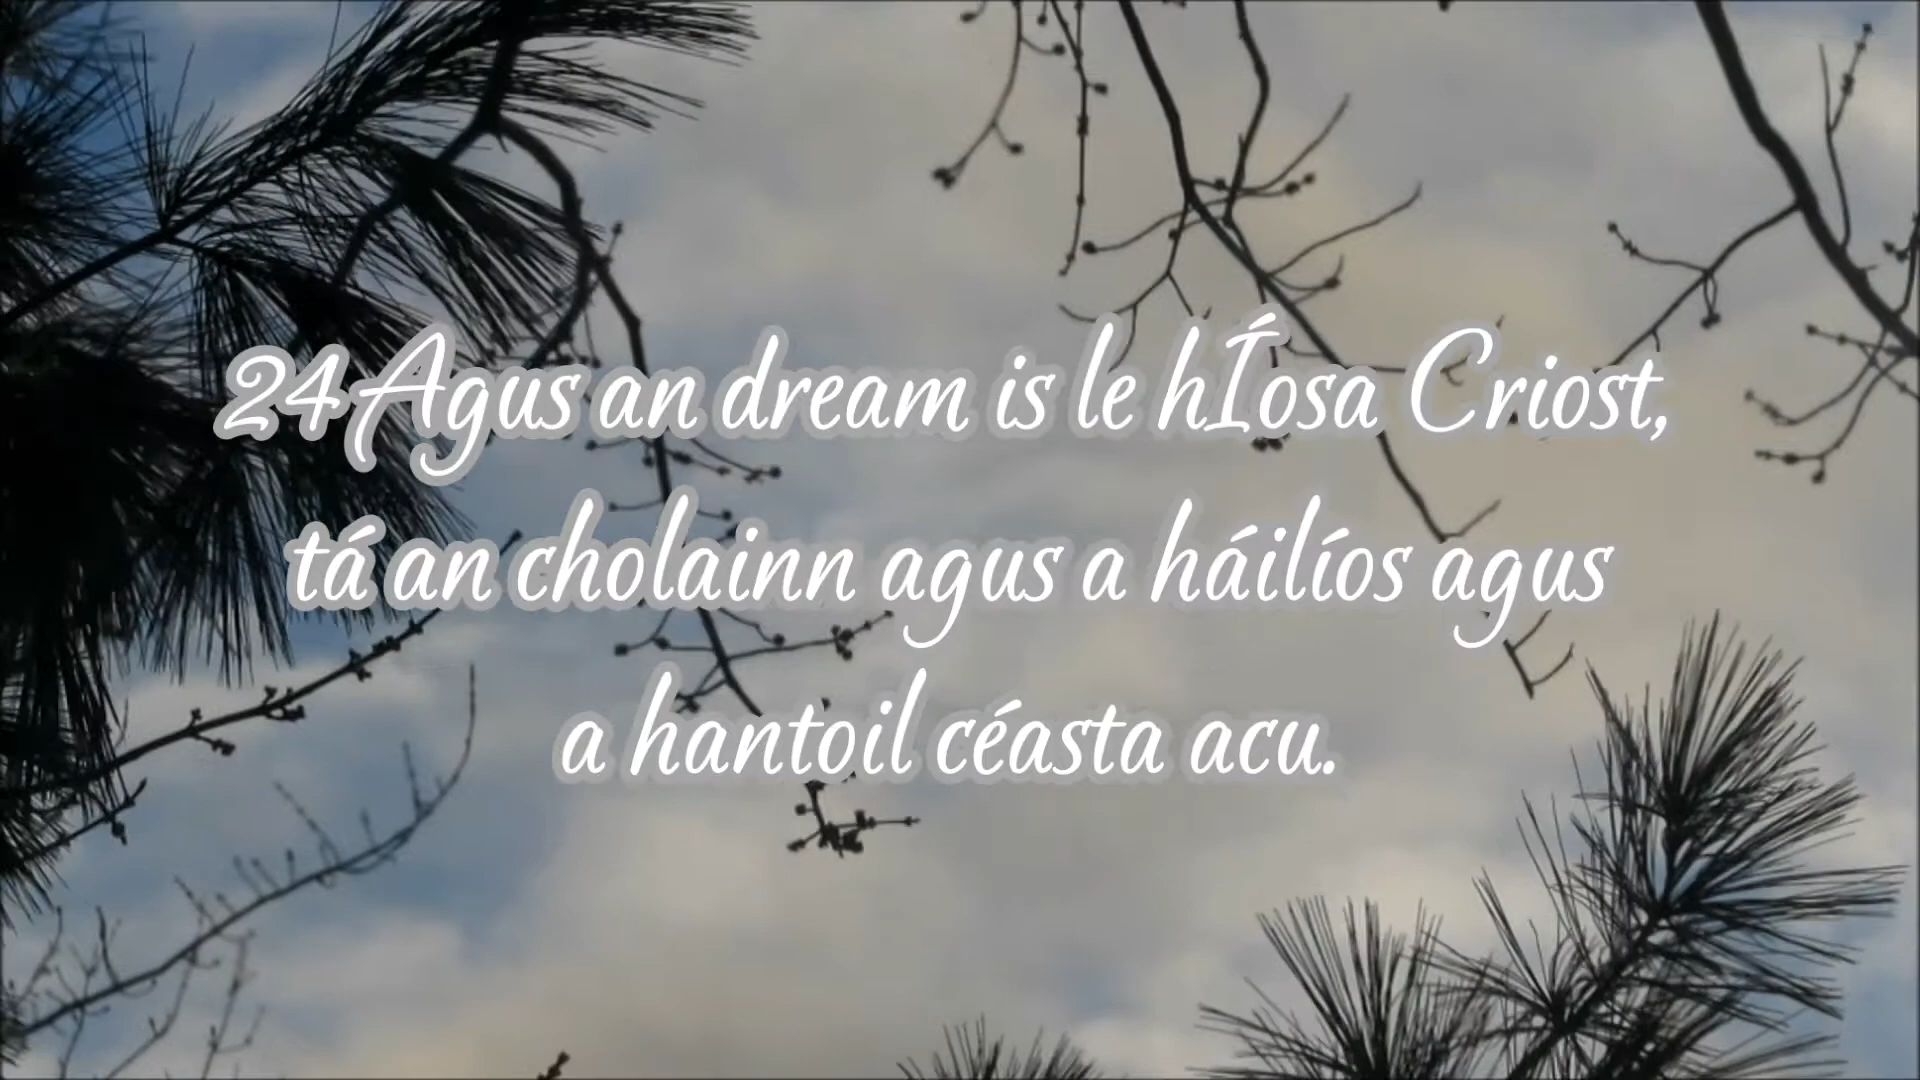 24 Agus an dream is le hÍosa Criost,
tá an cholainn agus a háilíos agus
a hantoil céasta acu.